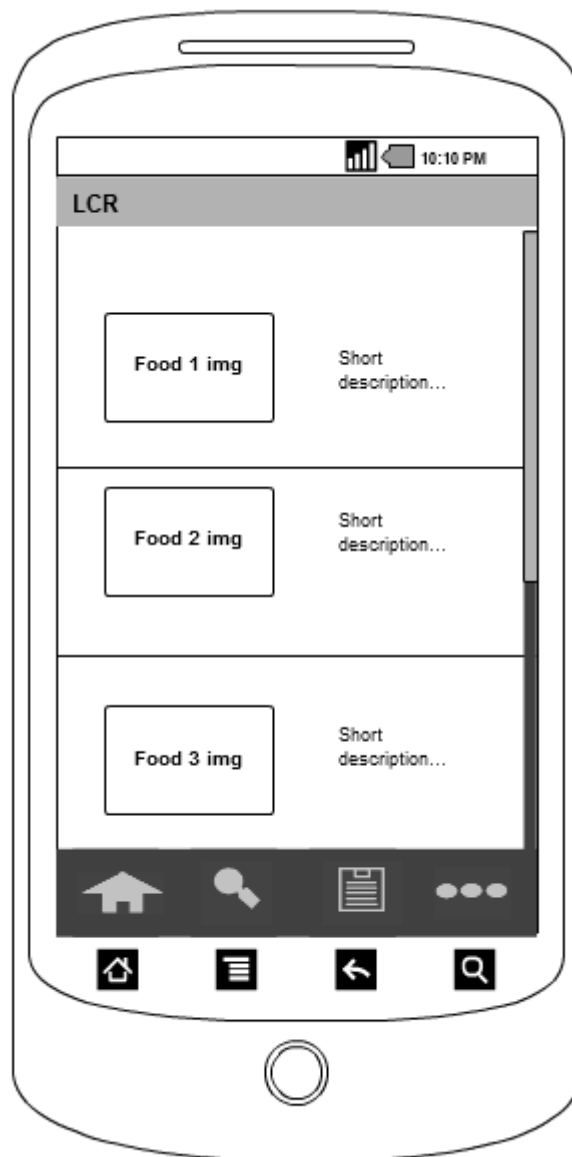 10:10 PM
LCR
Food 1 img
Short
description...
Food 2 img
Short
description...
Food 3 img
Short
description...